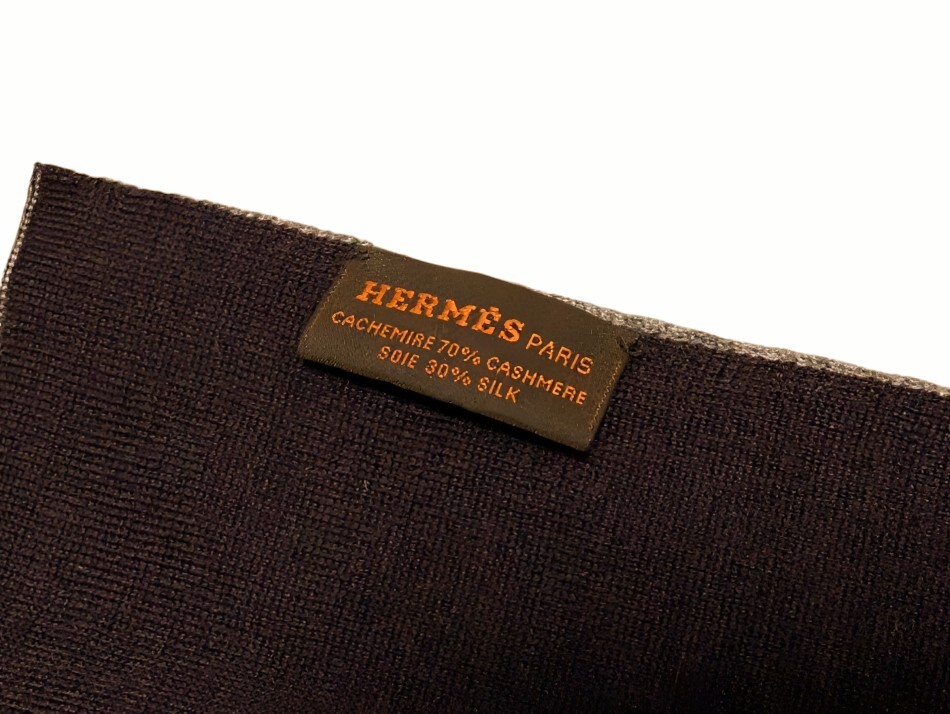 HERMÈS PARIS
CACHEMIRE 70% CASHMERE
SOIE 30% SILK